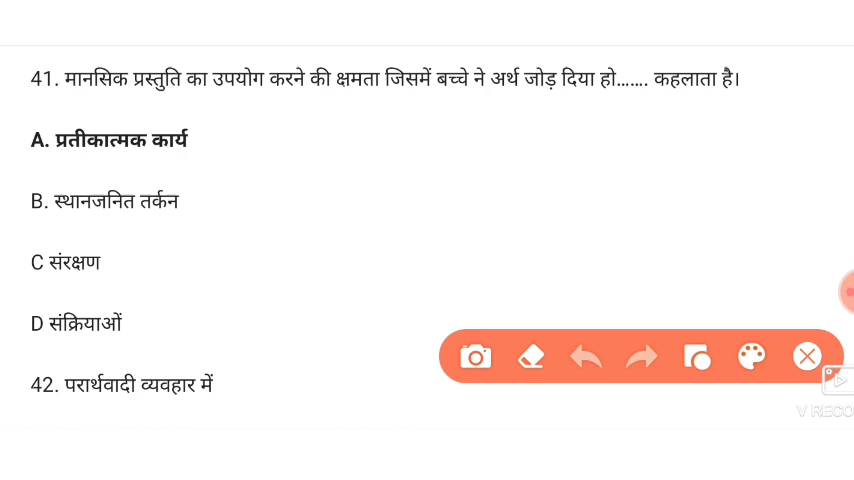 41. मानसिक प्रस्तुति का उपयोग करने की क्षमता जिसमें बच्चे ने अर्थ जोड़ दिया हो....... कहलाता है।
A. प्रतीकात्मक कार्य
B. स्थानजनित तर्कन
C संरक्षण
D संक्रियाओं
42. परार्थवादी व्यवहार में
V RECO